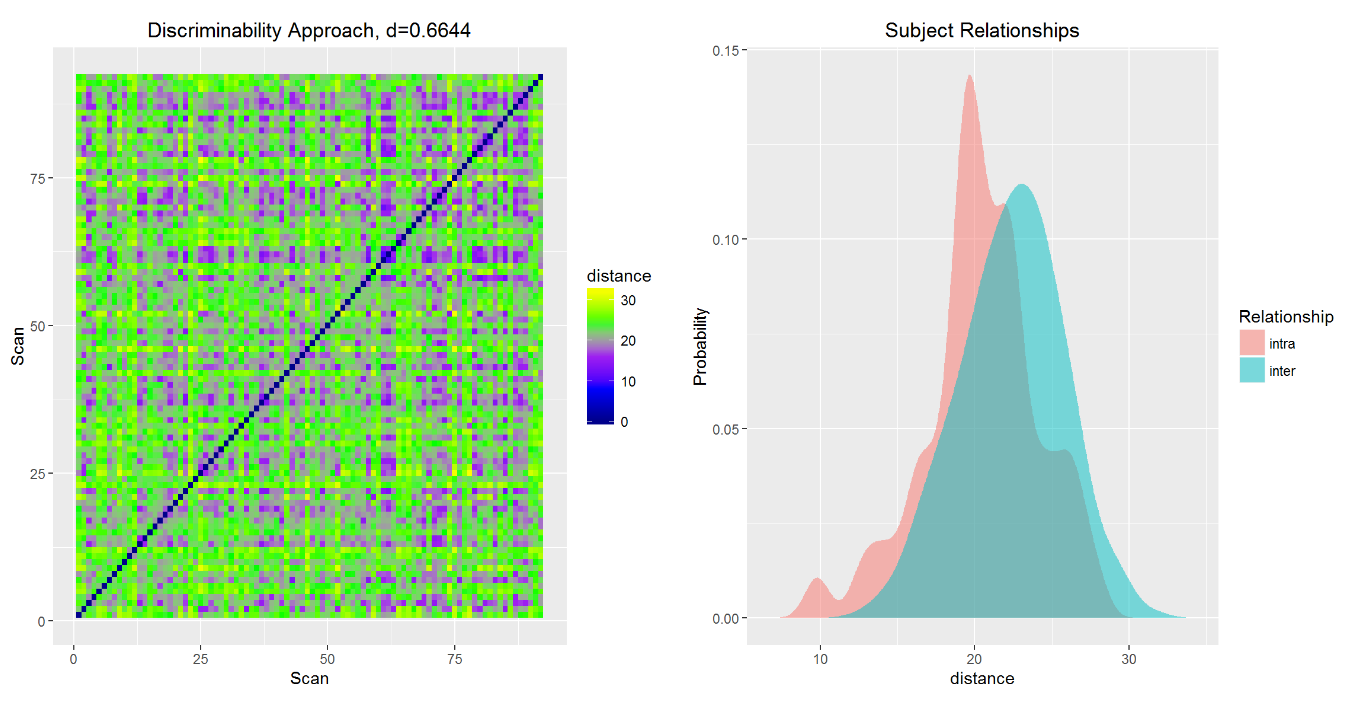 Discriminability Approach, d=0.6644
Scan
75
50
25
0
0 25 50 75
Scan
distance
30
20
10
0
Subject Relationships
Probability
0.15
0.10
0.05
0.00
10 20 30
distance
Relationship
intra
inter